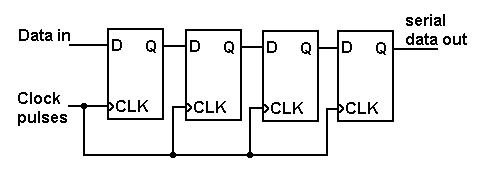 Data in
D Q
D Q
D Q
D Q
serial
data out
Clock
pulses
CLK
CLK
CLK
CLK